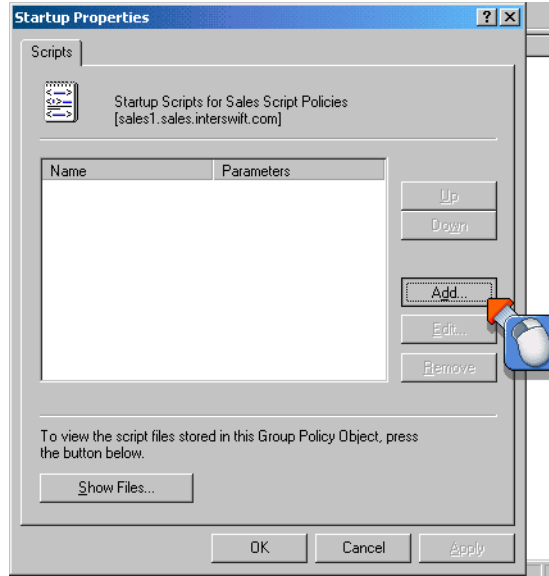 Startup Properties
Scripts
Startup Scripts for Sales Script Policies
[sales1.sales.interswift.com]
Name Parameters
Up
Down
Add...
Edit...
Remove
To view the script files stored in this Group Policy Object, press
the button below.
Show Files...
OK Cancel Apply